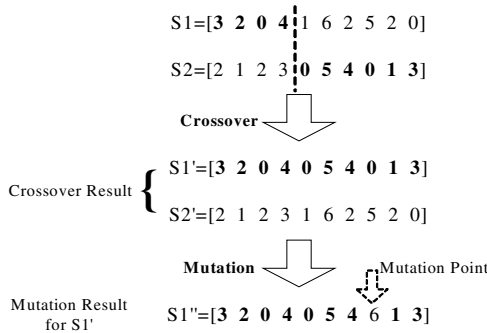 S1=[3 2 0 4 1 6 2 5 2 0]
S2=[2 1 2 3 0 5 4 0 1 3]
Crossover
S1'=[3 2 0 4 0 5 4 0 1 3]
Crossover Result {
S2'=[2 1 2 3 1 6 2 5 2 0]
Mutation
Mutation Point
Mutation Result
for S1'
S1''=[3 2 0 4 0 5 4 6 1 3]